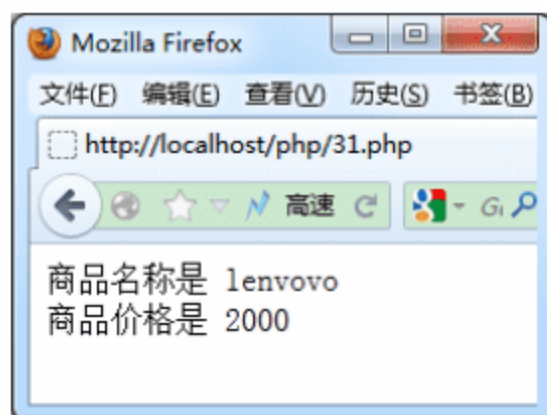 Mozilla Firefox
文件(F) 编辑(E) 查看(V) 历史(S) 书签(B)
http://localhost/php/31.php
高速 G
商品名称是 lenvovo
商品价格是 2000